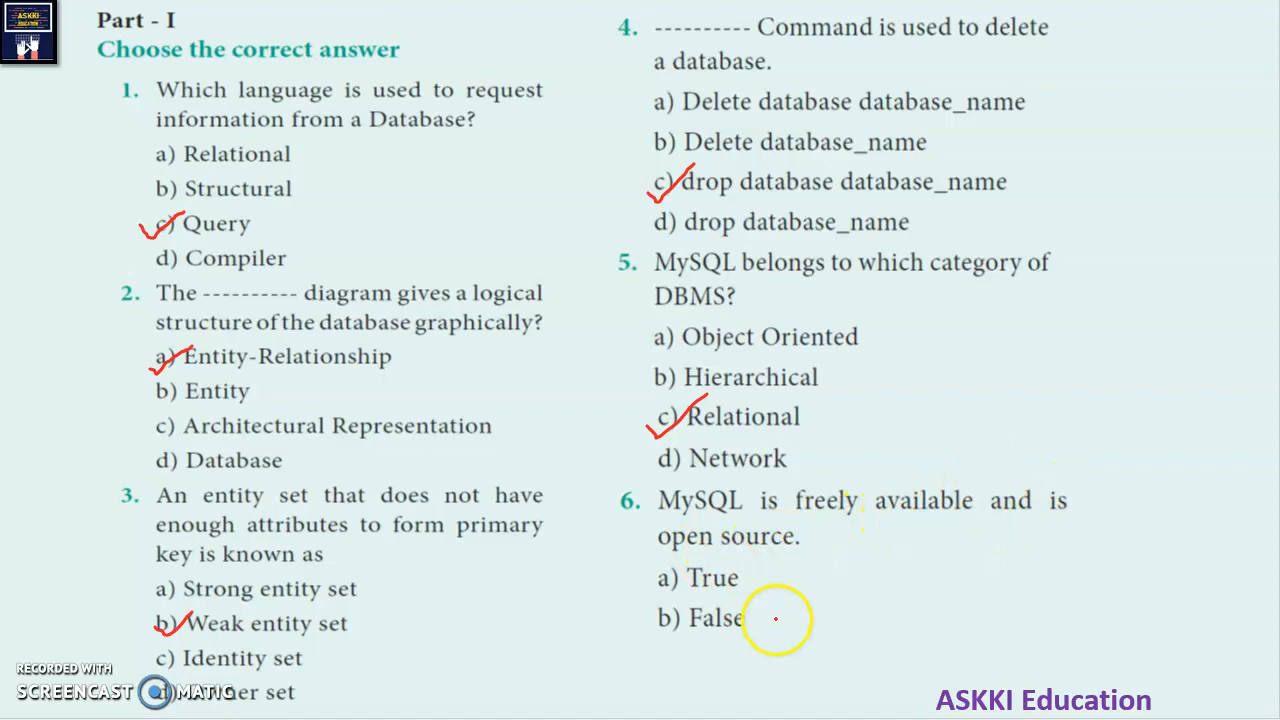 ASKKI
EDUCATION
Part - I
Choose the correct answer
1. Which language is used to request
information from a Database?
a) Relational
b) Structural
c) Query
d) Compiler
2. The ---------- diagram gives a logical
structure of the database graphically?
a) Entity-Relationship
b) Entity
c) Architectural Representation
d) Database
3. An entity set that does not have
enough attributes to form primary
key is known as
a) Strong entity set
b) Weak entity set
c) Identity set
set
4. ---------- Command is used to delete
a database.
a) Delete database database_name
b) Delete database_name
c) drop database database_name
d) drop database_name
5. MySQL belongs to which category of
DBMS?
a) Object Oriented
b) Hierarchical
c) Relational
d) Network
6. MySQL is freely available and is
open source.
a) True
b) False
RECORDED WITH
SCREENCAST MATIC
ASKKI Education